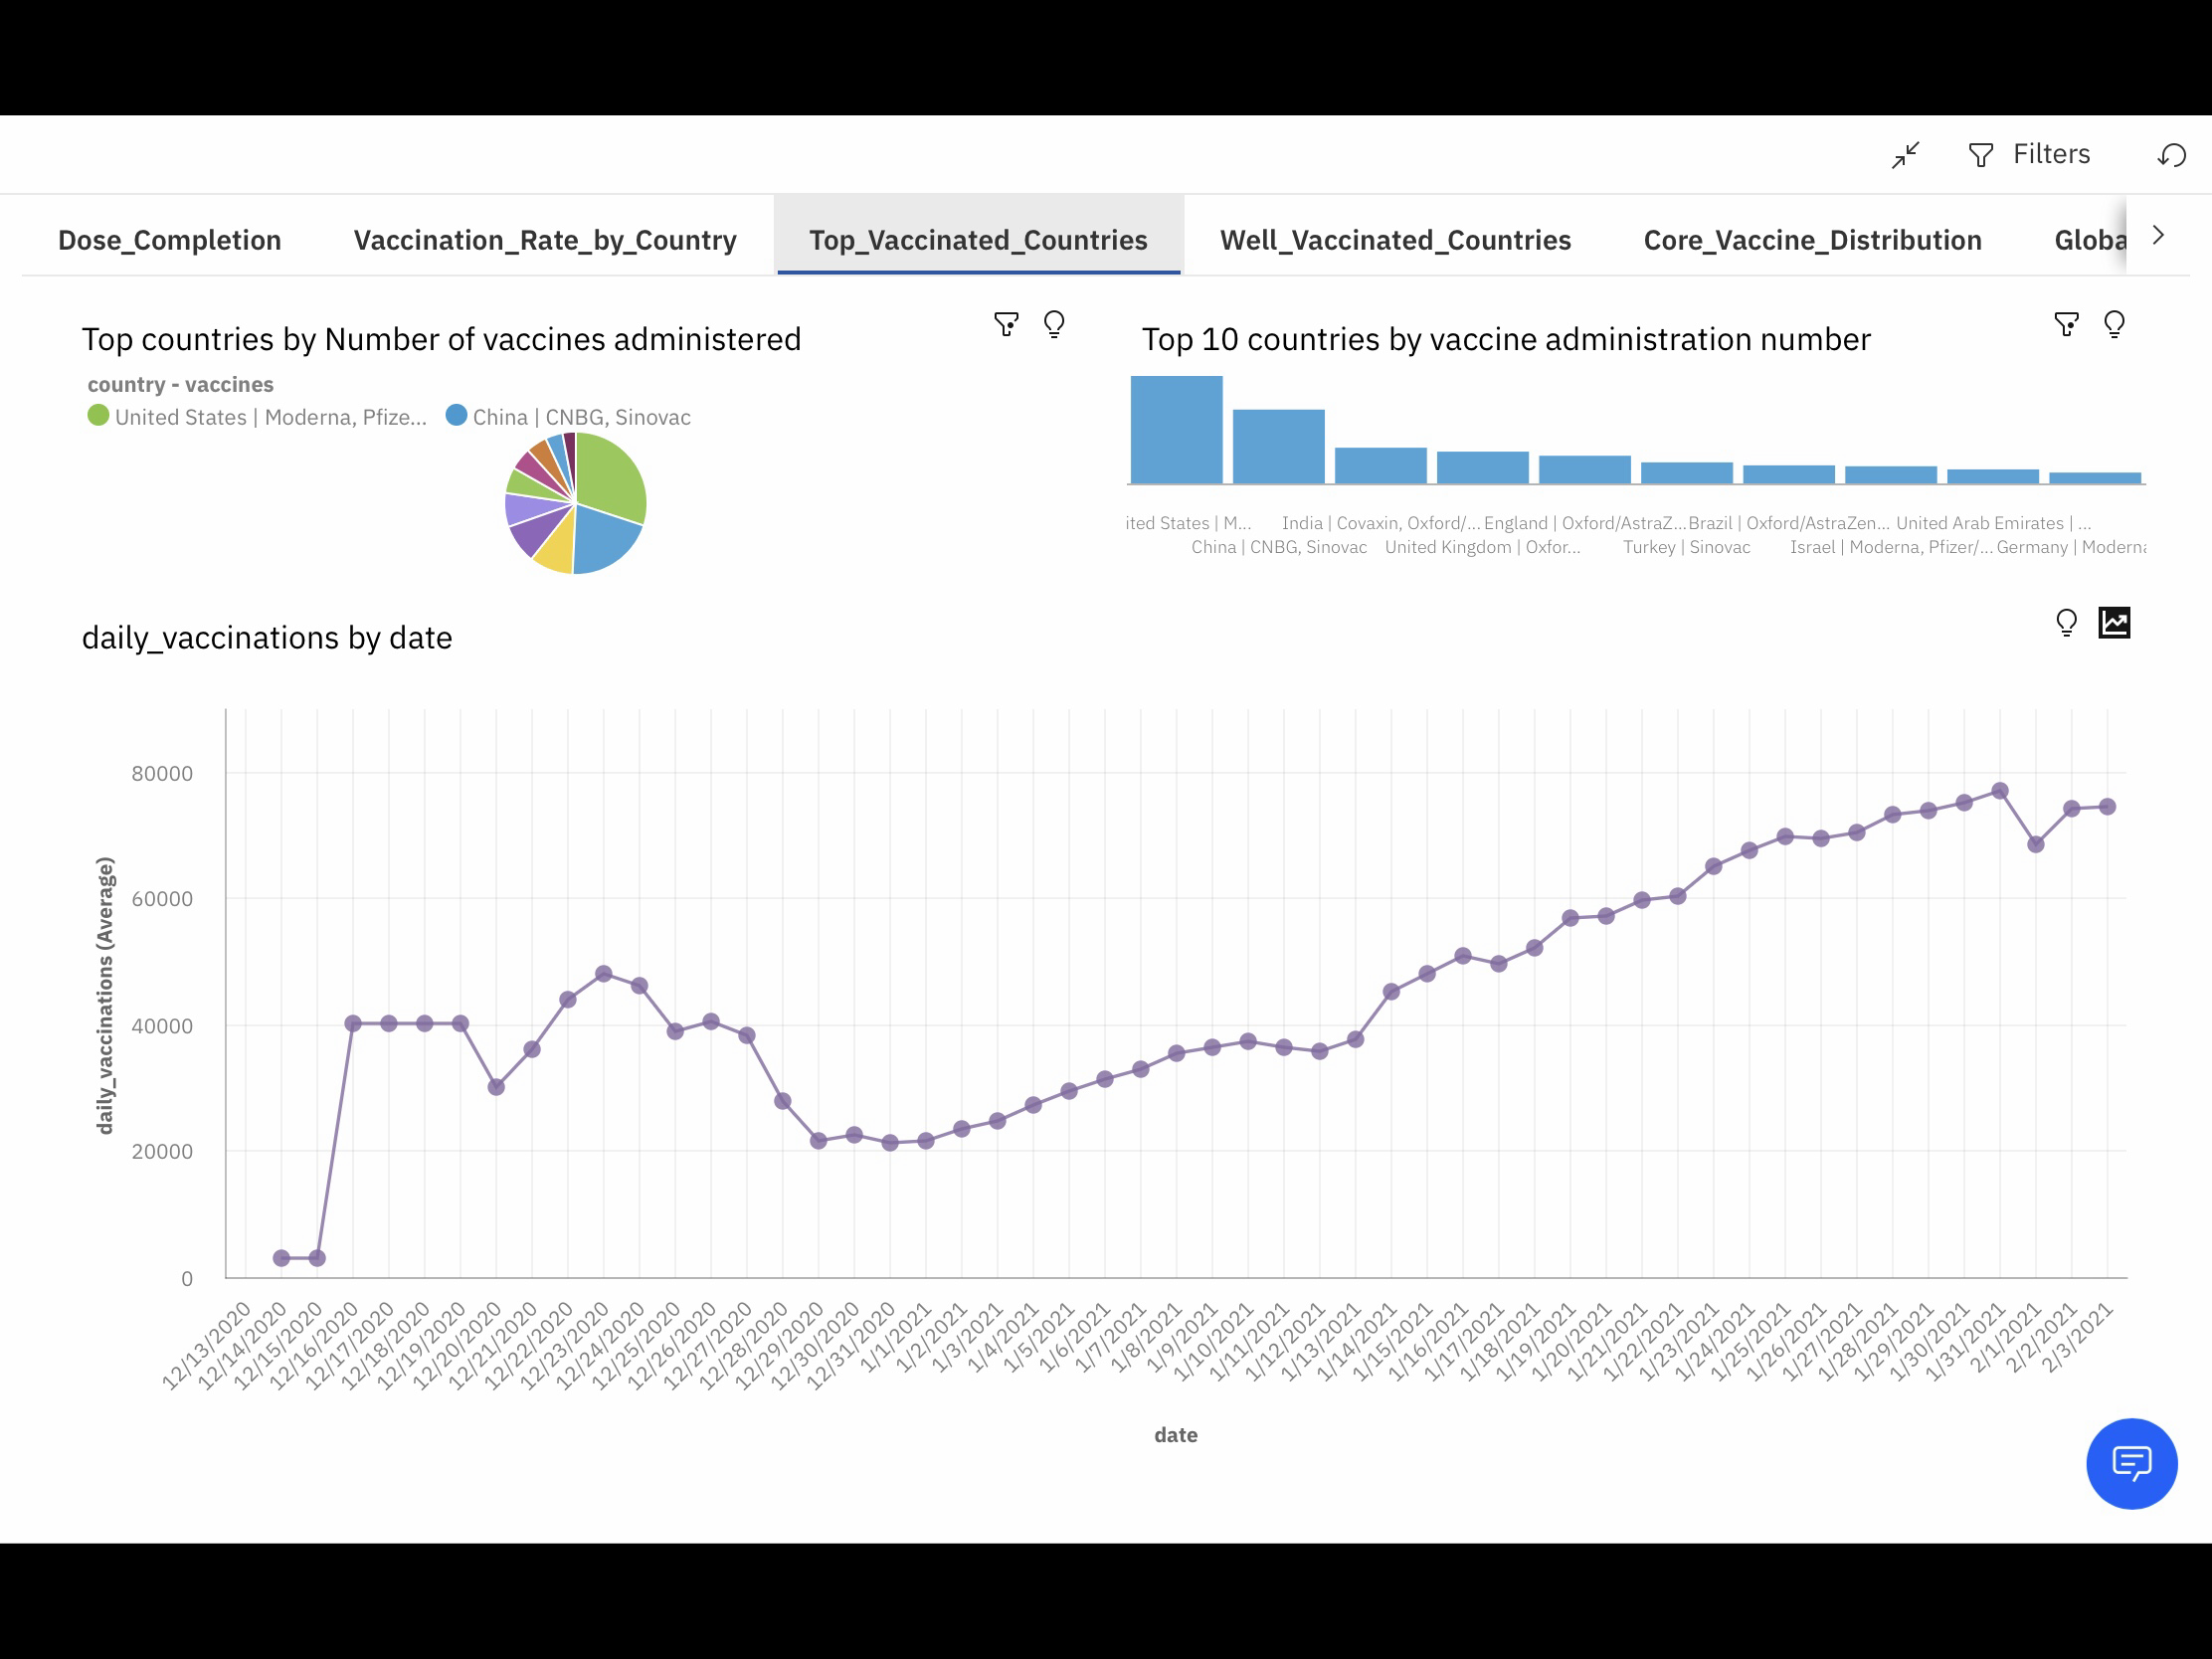 Filters
Dose_Completion Vaccination_Rate_by_Country Top_Vaccinated_Countries Well_Vaccinated_Countries Core_Vaccine_Distribution Globa
Top countries by Number of vaccines administered
country - vaccines
United States | Moderna, Pfize... China | CNBG, Sinovac
Top 10 countries by vaccine administration number
ited States | M... India | Covaxin, Oxford/... England | Oxford/AstraZ... Brazil | Oxford/AstraZen... United Arab Emirates | ...
China | CNBG, Sinovac United Kingdom | Oxfor... Turkey | Sinovac Israel | Moderna, Pfizer/... Germany | Moderna
daily_vaccinations by date
daily_vaccinations (Average)
80000
60000
40000
20000
0
12/13/2020 12/14/2020 12/15/2020 12/16/2020 12/17/2020 12/18/2020 12/19/2020 12/20/2020 12/21/2020 12/22/2020 12/23/2020 12/24/2020 12/25/2020 12/26/2020 12/27/2020 12/28/2020 12/29/2020 12/30/2020 12/31/2020 1/1/2021 1/2/2021 1/3/2021 1/4/2021 1/5/2021 1/6/2021 1/7/2021 1/8/2021 1/9/2021 1/10/2021 1/11/2021 1/12/2021 1/13/2021 1/14/2021 1/15/2021 1/16/2021 1/17/2021 1/18/2021 1/19/2021 1/20/2021 1/21/2021 1/22/2021 1/23/2021 1/24/2021 1/25/2021 1/26/2021 1/27/2021 1/28/2021 1/29/2021 1/30/2021 1/31/2021 2/1/2021 2/2/2021 2/3/2021
date